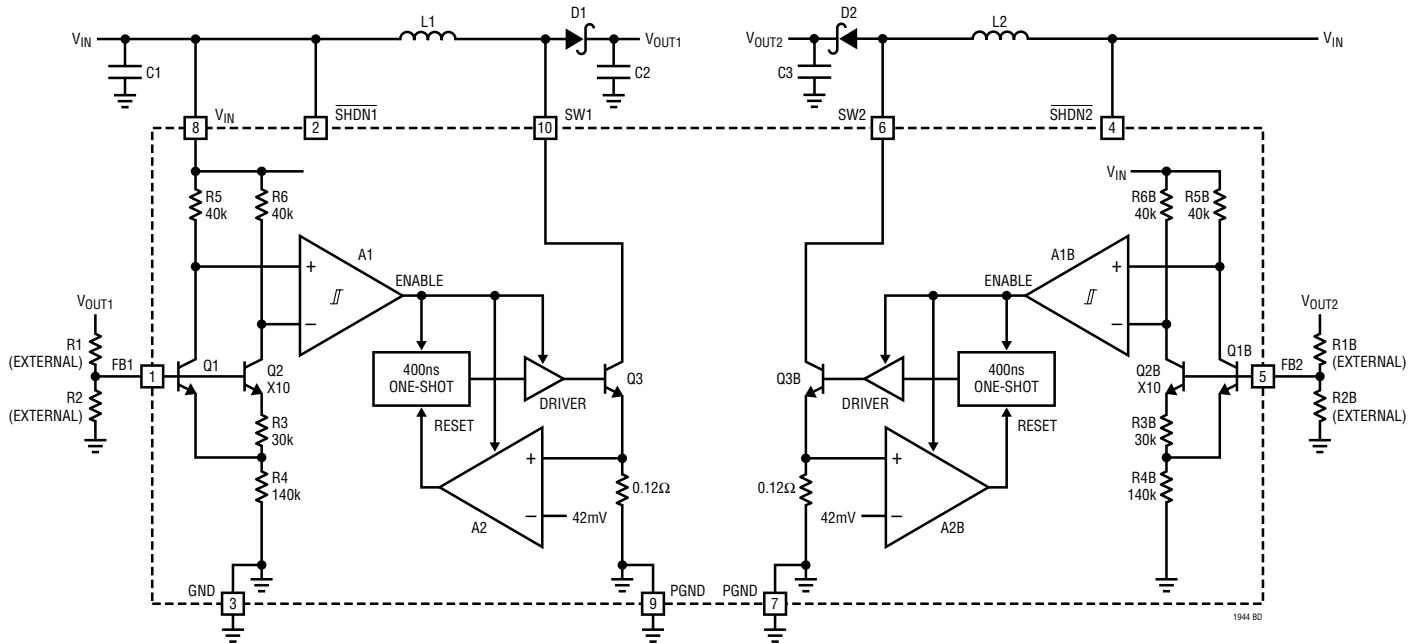 VIN
C1
L1
D1
VOUT1
C2
VOUT2
D2
C3
L2
VIN
8
VIN
2
SHDN1
10
SW1
SW2
6
SHDN2
4
R5
40k
R6
40k
VIN
R6B
40k
R5B
40k
A1
+
−
ENABLE
ENABLE
A1B
+
−
VOUT1
R1
(EXTERNAL)
FB1
1
R2
(EXTERNAL)
Q1
Q2
X10
R3
30k
R4
140k
400ns
ONE-SHOT
DRIVER
RESET
Q3
A2
+
−
42mV
0.12Ω
Q3B
DRIVER
400ns
ONE-SHOT
RESET
0.12Ω
42mV
+
−
A2B
Q2B
X10
Q1B
R3B
30k
R4B
140k
5
FB2
VOUT2
R1B
(EXTERNAL)
R2B
(EXTERNAL)
GND
3
9
PGND
PGND
7
1944 BD